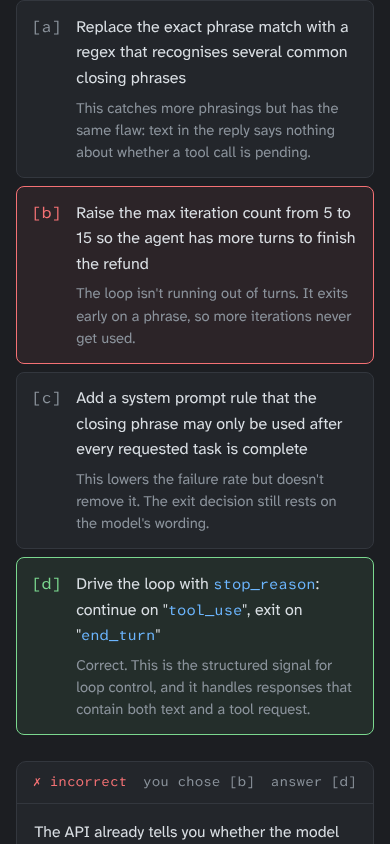 [a] Replace the exact phrase match with a
regex that recognises several common
closing phrases
This catches more phrasings but has the
same flaw: text in the reply says nothing
about whether a tool call is pending.
[b] Raise the max iteration count from 5 to
15 so the agent has more turns to finish
the refund
The loop isn't running out of turns. It exits
early on a phrase, so more iterations never
get used.
[c] Add a system prompt rule that the
closing phrase may only be used after
every requested task is complete
This lowers the failure rate but doesn't
remove it. The exit decision still rests on
the model's wording.
[d] Drive the loop with stop_reason:
continue on "tool_use", exit on
"end_turn"
Correct. This is the structured signal for
loop control, and it handles responses that
contain both text and a tool request.
✗ incorrect you chose [b] answer [d]
The API already tells you whether the model